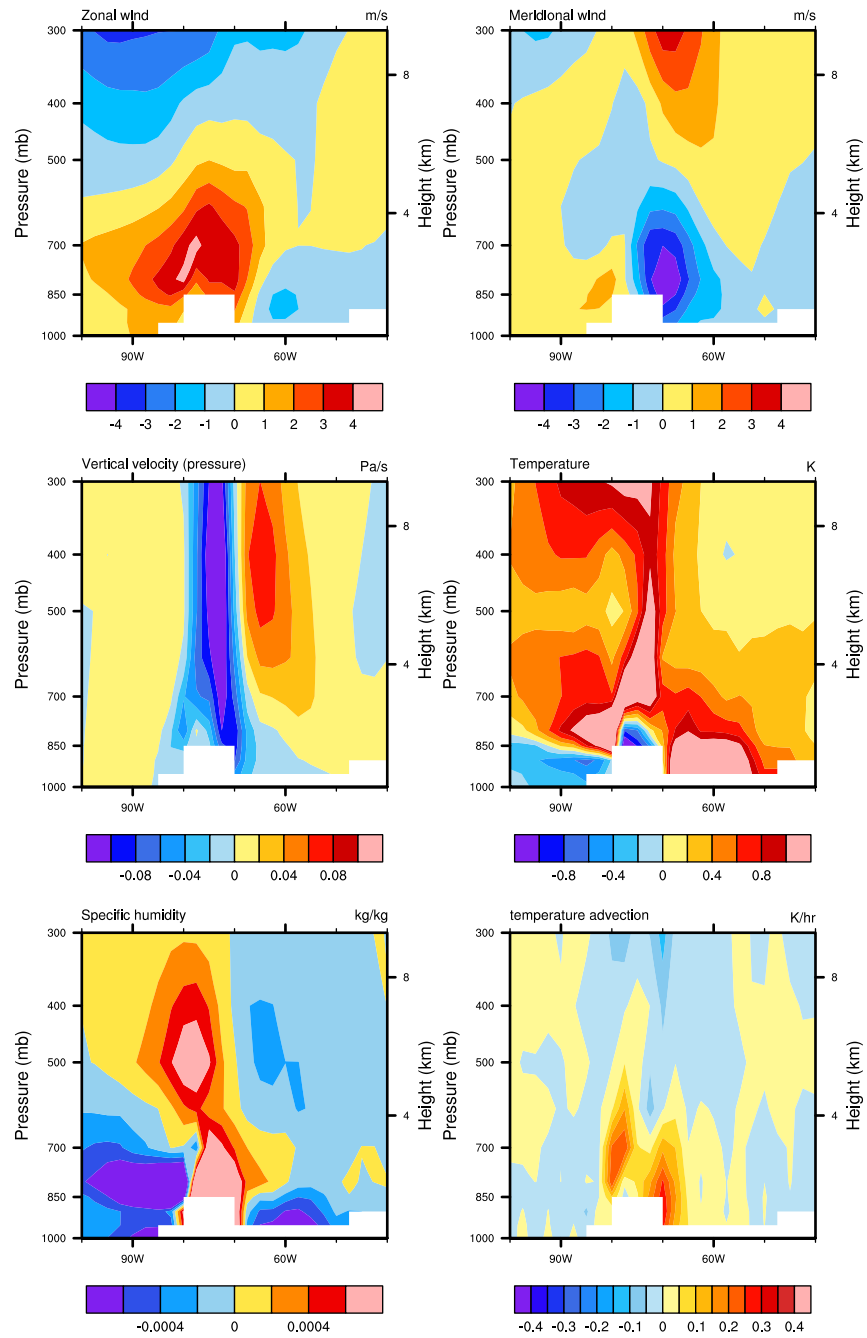 Zonal wind m/s
300
400
500
700
850
1000
Pressure (mb)
9
4
Height (km)
90W 60W
-4 -3 -2 -1 0 1 2 3 4
Meridional wind m/s
300
400
500
700
850
1000
Pressure (mb)
9
4
Height (km)
90W 60W
-4 -3 -2 -1 0 1 2 3 4
Vertical velocity (pressure) Pa/s
300
400
500
700
850
1000
Pressure (mb)
9
4
Height (km)
90W 60W
-0.08 -0.04 0 0.04 0.08
Temperature K
300
400
500
700
850
1000
Pressure (mb)
9
4
Height (km)
90W 60W
-0.8 -0.4 0 0.4 0.8
Specific humidity kg/kg
300
400
500
700
850
1000
Pressure (mb)
8
4
Height (km)
90W 60W
-0.0004 0 0.0004
temperature advection K/hr
300
400
500
700
850
1000
Pressure (mb)
8
4
Height (km)
90W 60W
-0.4 -0.3 -0.2 -0.1 0 0.1 0.2 0.3 0.4